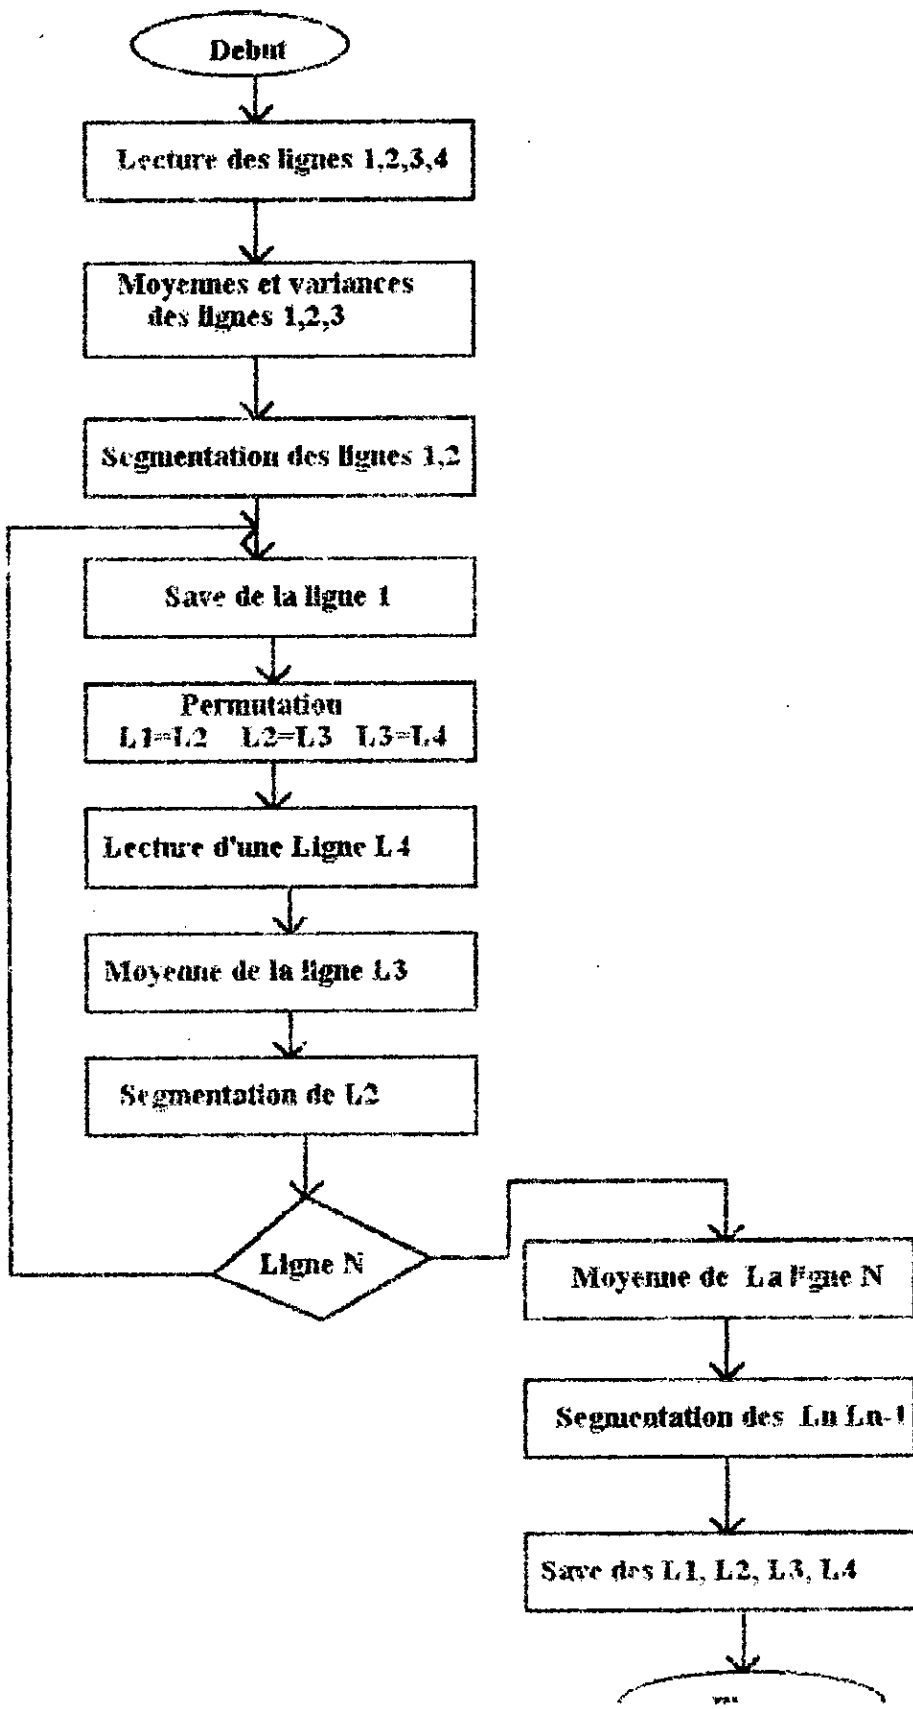 Debut
Lecture des lignes 1,2,3,4
Moyennes et variances
des lignes 1,2,3
Segmentation des lignes 1,2
Save de la ligne 1
Permutation
L1=L2 L2=L3 L3=L4
Lecture d'une Ligne L4
Moyenne de la ligne L3
Segmentation de L2
Ligne N
Moyenne de La ligne N
Segmentation des Ln Ln-1
Save des L1, L2, L3, L4